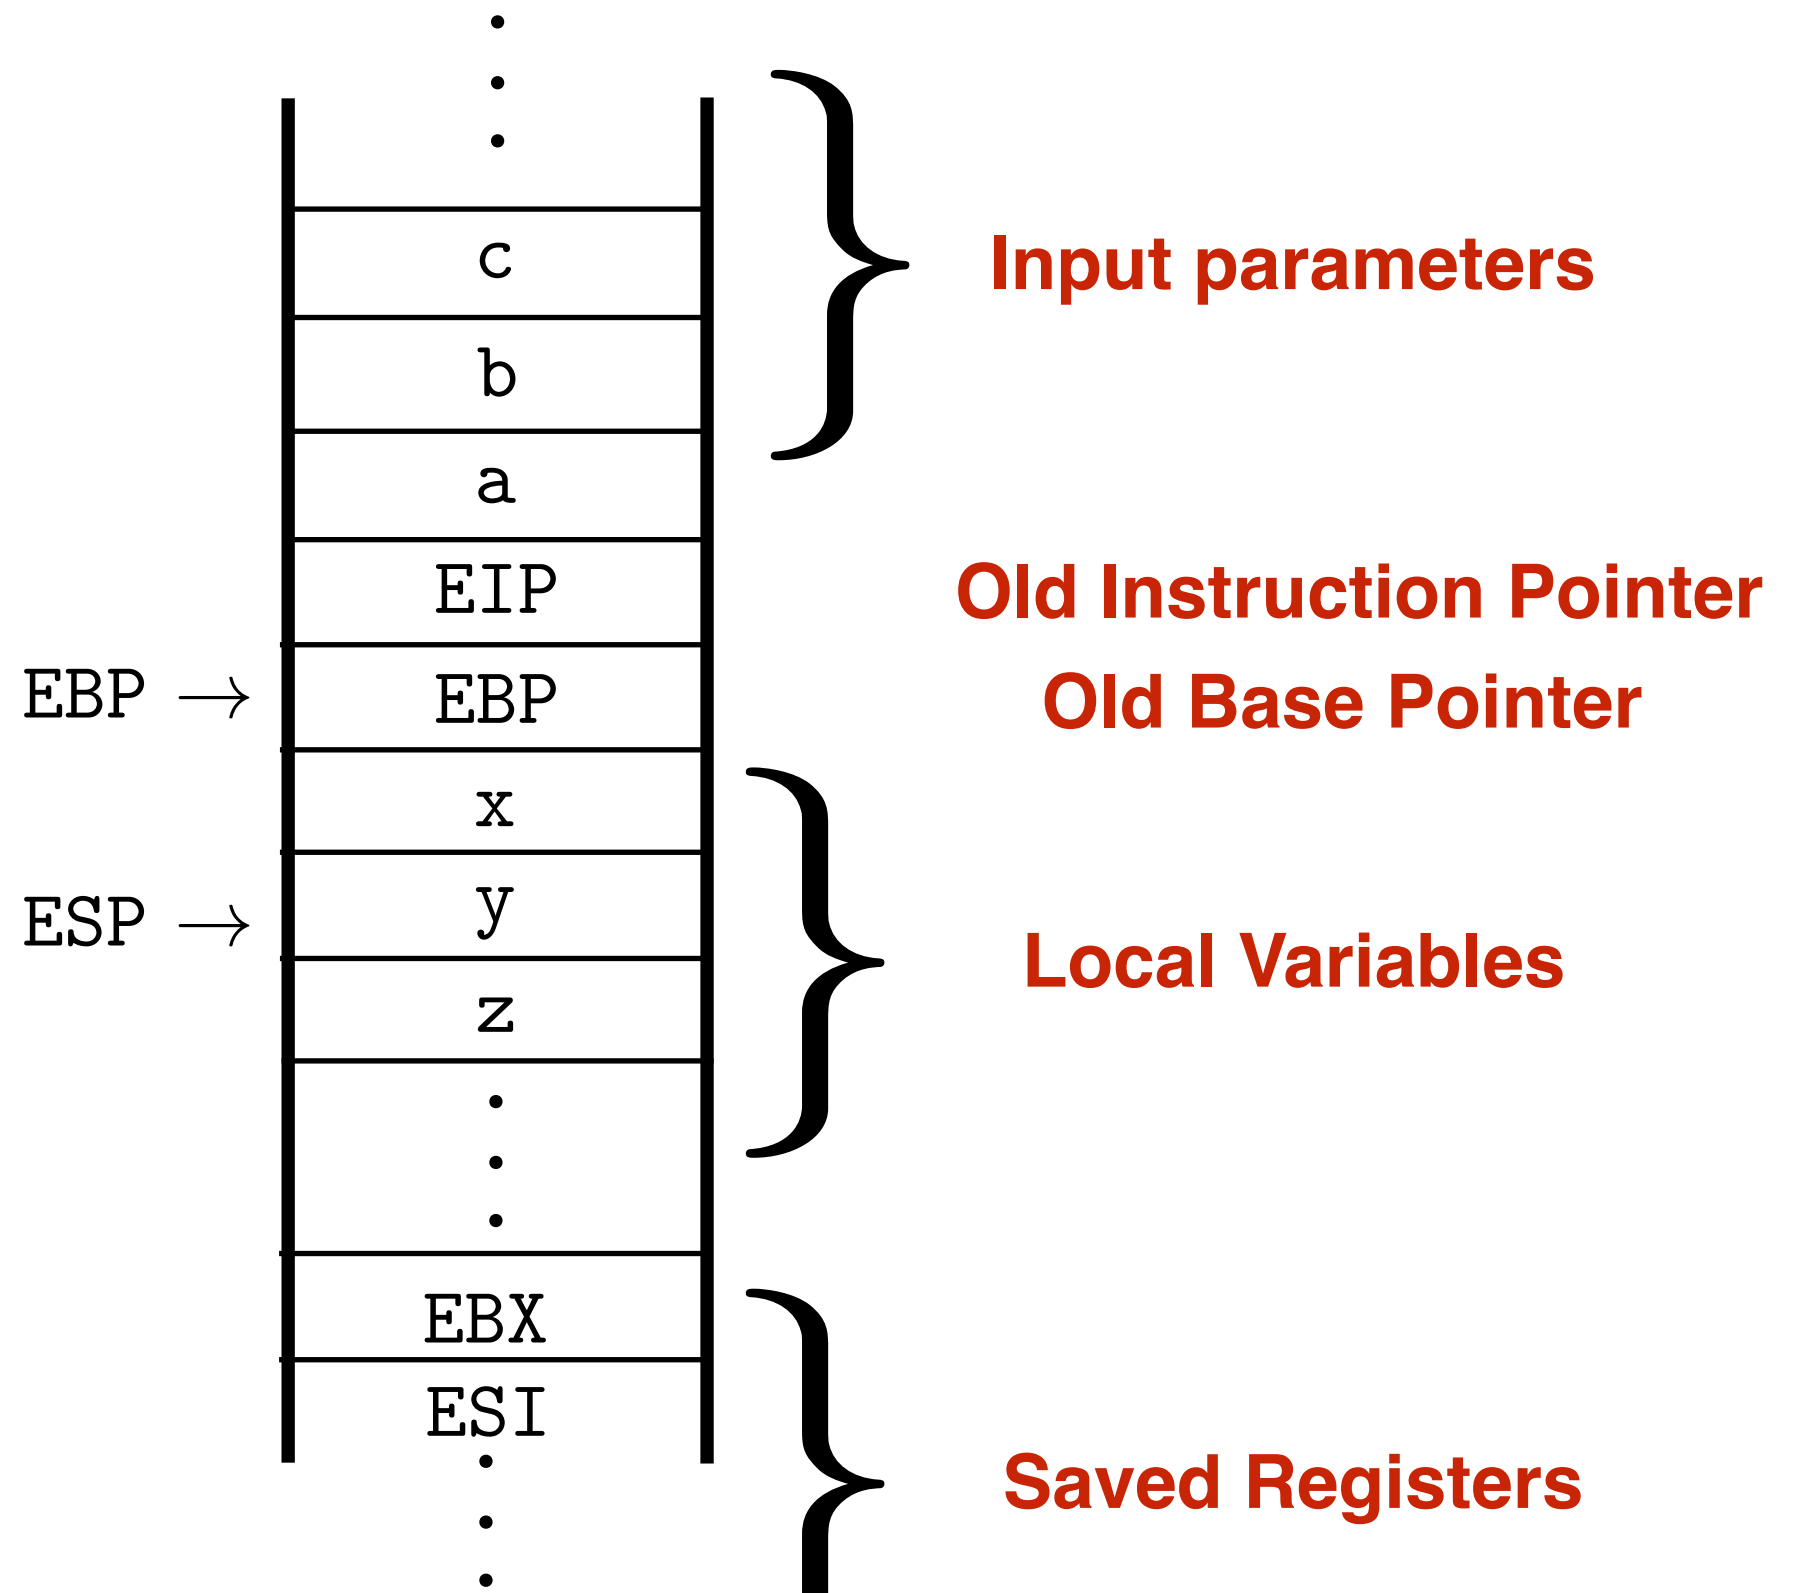 c
Input parameters
b
a
EIP
Old Instruction Pointer
EBP →
EBP
Old Base Pointer
x
ESP →
y
Local Variables
z
EBX
ESI
Saved Registers